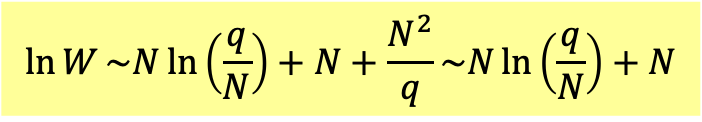 ln W ~N ln (q/N) + N + N²/q ~N ln (q/N) + N